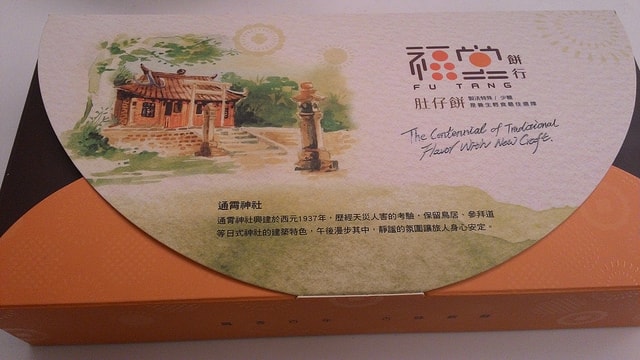 福堂
餅行
FU TANG
肚仔餅
The Centennial of Traditional
Flavor With New Craft.
通霄神社
通霄神社興建於西元1937年，歷經天災人害的考驗，保留鳥居、參拜道
等日式神社的建築特色，午後漫步其中，靜謐的氛圍讓旅人身心安定。